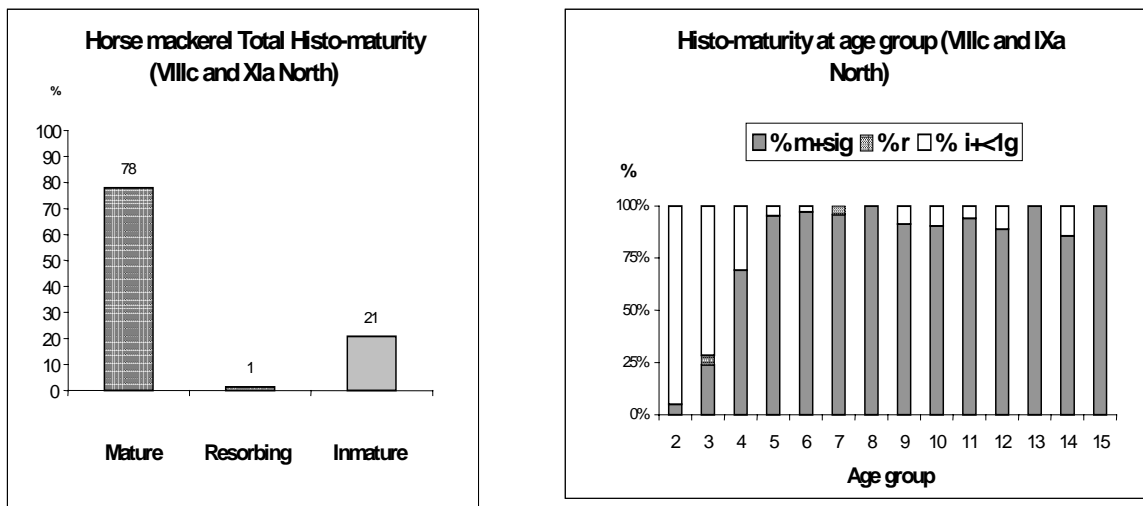 Horse mackerel Total Histo-maturity
(VIIIc and XIa North)
%
100
90
80
70
60
50
40
30
20
10
0
78
1
21
Mature Resorbing Inmature
Histo-maturity at age group (VIIIc and IXa
North)
%m+sig %r % i+<1g
%
100%
75%
50%
25%
0%
2 3 4 5 6 7 8 9 10 11 12 13 14 15
Age group